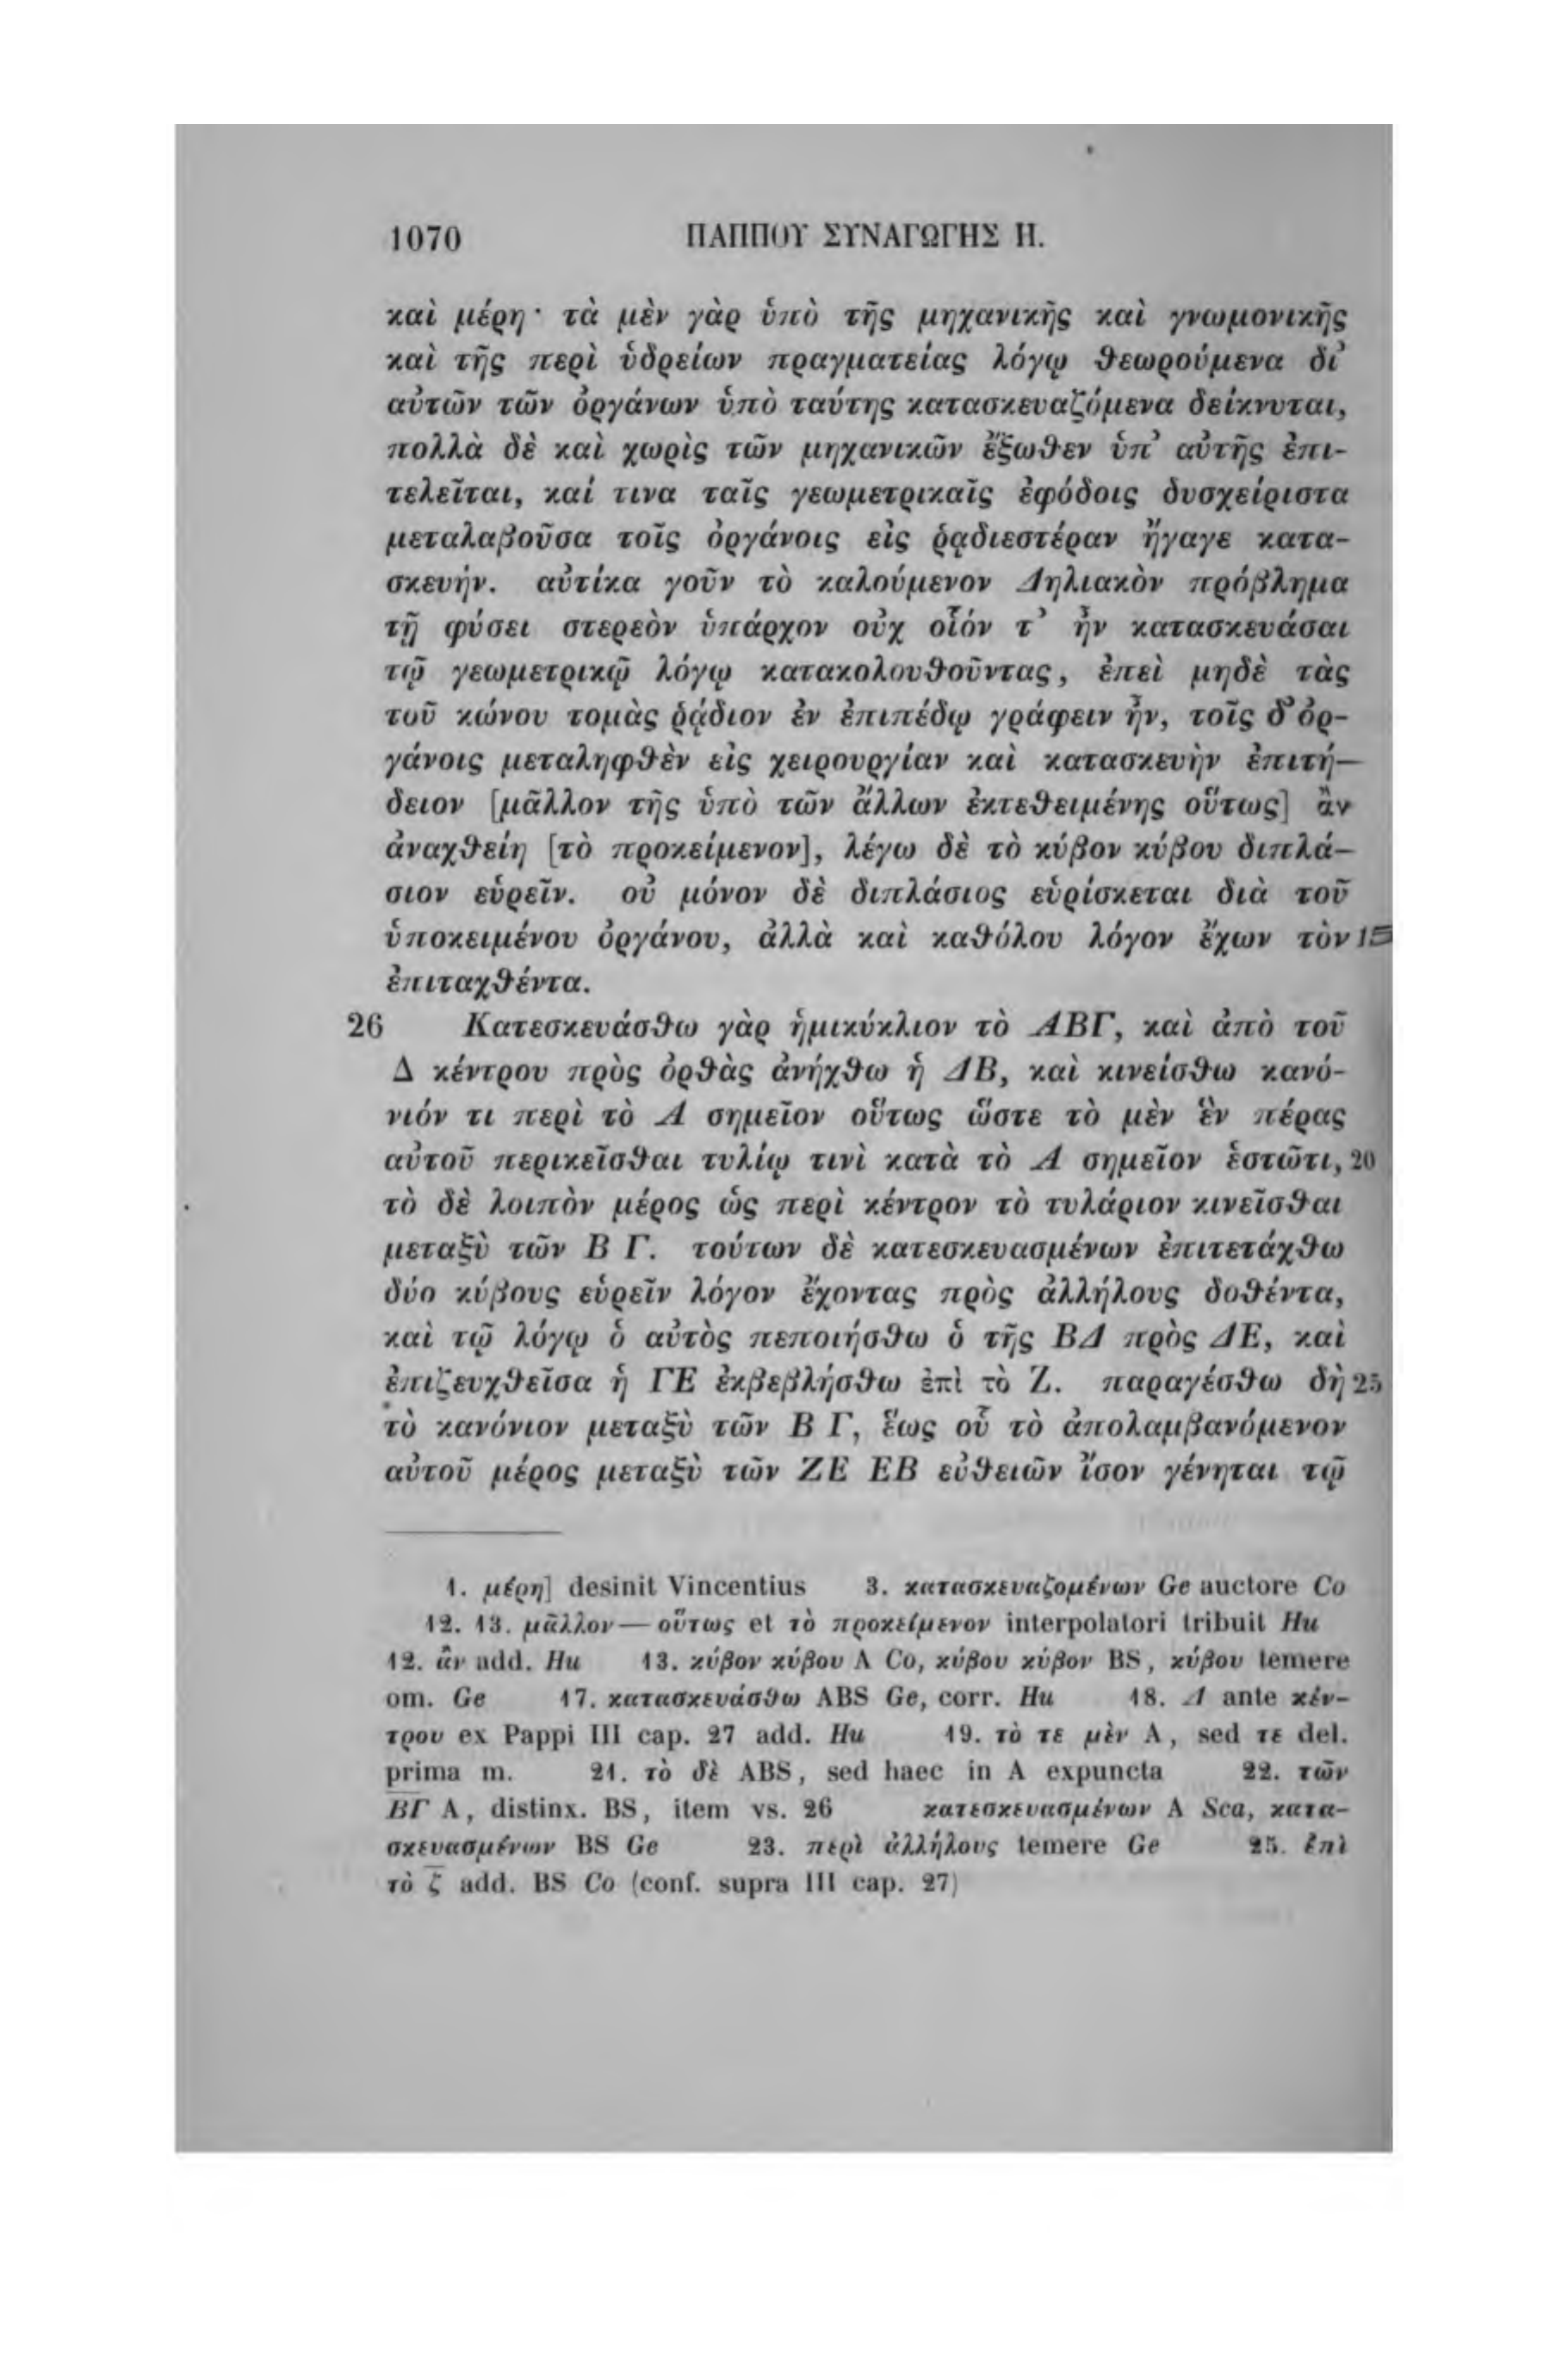 1070 ΠΑΠΠΟΥ ΣΥΝΑΓΩΓΗΣ Η.
καὶ μέρη· τὰ μὲν γὰρ ὑπὸ τῆς μηχανικῆς καὶ γνωμονικῆς
καὶ τῆς περὶ ὑδρείων πραγματείας λόγῳ θεωρούμενα δι᾽
αὐτῶν τῶν ὀργάνων ὑπὸ ταύτης κατασκευαζόμενα δείκνυται,
πολλὰ δὲ καὶ χωρὶς τῶν μηχανικῶν ἔξωθεν ὑπ᾽ αὐτῆς ἐπι-
τελεῖται, καί τινα ταῖς γεωμετρικαῖς ἐφόδοις δυσχείριστα
μεταλαβοῦσα τοῖς ὀργάνοις εἰς ῥᾳδιεστέραν ἤγαγε κατα-
σκευήν. αὐτίκα γοῦν τὸ καλούμενον Δηλιακὸν πρόβλημα
τῇ φύσει στερεὸν ὑπάρχον οὐχ οἷόν τ᾽ ἦν κατασκευάσαι
τῷ γεωμετρικῷ λόγῳ κατακολουθοῦντας, ἐπεὶ μηδὲ τὰς
τοῦ κώνου τομὰς ῥᾴδιον ἐν ἐπιπέδῳ γράφειν ἦν, τοῖς δ᾽ ὀρ-
γάνοις μεταληφθὲν εἰς χειρουργίαν καὶ κατασκευὴν ἐπιτή-
δειον [μᾶλλον τῆς ὑπὸ τῶν ἄλλων ἐκτεθειμένης οὕτως] ἂν
ἀναχθείη [τὸ προκείμενον], λέγω δὲ τὸ κύβον κύβου διπλά-
σιον εὑρεῖν. οὐ μόνον δὲ διπλάσιος εὑρίσκεται διὰ τοῦ
ὑποκειμένου ὀργάνου, ἀλλὰ καὶ καθόλου λόγον ἔχων τὸν 15
ἐπιταχθέντα.
26 Κατεσκευάσθω γὰρ ἡμικύκλιον τὸ ΑΒΓ, καὶ ἀπὸ τοῦ
Δ κέντρου πρὸς ὀρθὰς ἀνήχθω ἡ ΔΒ, καὶ κινείσθω κανό-
νιόν τι περὶ τὸ Α σημεῖον οὕτως ὥστε τὸ μὲν ἓν πέρας
αὐτοῦ περικεῖσθαι τυλίῳ τινὶ κατὰ τὸ Α σημεῖον ἑστῶτι, 20
τὸ δὲ λοιπὸν μέρος ὡς περὶ κέντρον τὸ τυλάριον κινεῖσθαι
μεταξὺ τῶν Β Γ. τούτων δὲ κατεσκευασμένων ἐπιτετάχθω
δύο κύβους εὑρεῖν λόγον ἔχοντας πρὸς ἀλλήλους δοθέντα,
καὶ τῷ λόγῳ ὁ αὐτὸς πεποιήσθω ὁ τῆς ΒΔ πρὸς ΔΕ, καὶ
ἐπιζευχθεῖσα ἡ ΓΕ ἐκβεβλήσθω ἐπὶ τὸ Ζ. παραγέσθω δὴ 25
τὸ κανόνιον μεταξὺ τῶν Β Γ, ἕως οὗ τὸ ἀπολαμβανόμενον
αὐτοῦ μέρος μεταξὺ τῶν ΖΕ ΕΒ εὐθειῶν ἴσον γένηται τῷ
1. μέρη] desinit Vincentius 3. κατασκευαζομένων Ge auctore Co
12. 13. μᾶλλον — οὕτως et τὸ προκείμενον interpolatori tribuit Hu
12. ἂν add. Hu 13. κύβον κύβου A Co, κύβου κύβον BS, κύβου temere
om. Ge 17. κατασκευάσθω ABS Ge, corr. Hu 18. Δ ante κέν-
τρου ex Pappi III cap. 27 add. Hu 19. τὸ τε μὲν A, sed τε del.
prima m. 21. τὸ δὲ ABS, sed haec in A expuncta 22. τῶν
ΒΓ A, distinx. BS, item vs. 26 κατεσκευασμένων A Sca, κατα-
σκευασμένων BS Ge 23. περὶ ἀλλήλους temere Ge 25. ἐπὶ
τὸ ζ̅ add. BS Co (conf. supra III cap. 27)